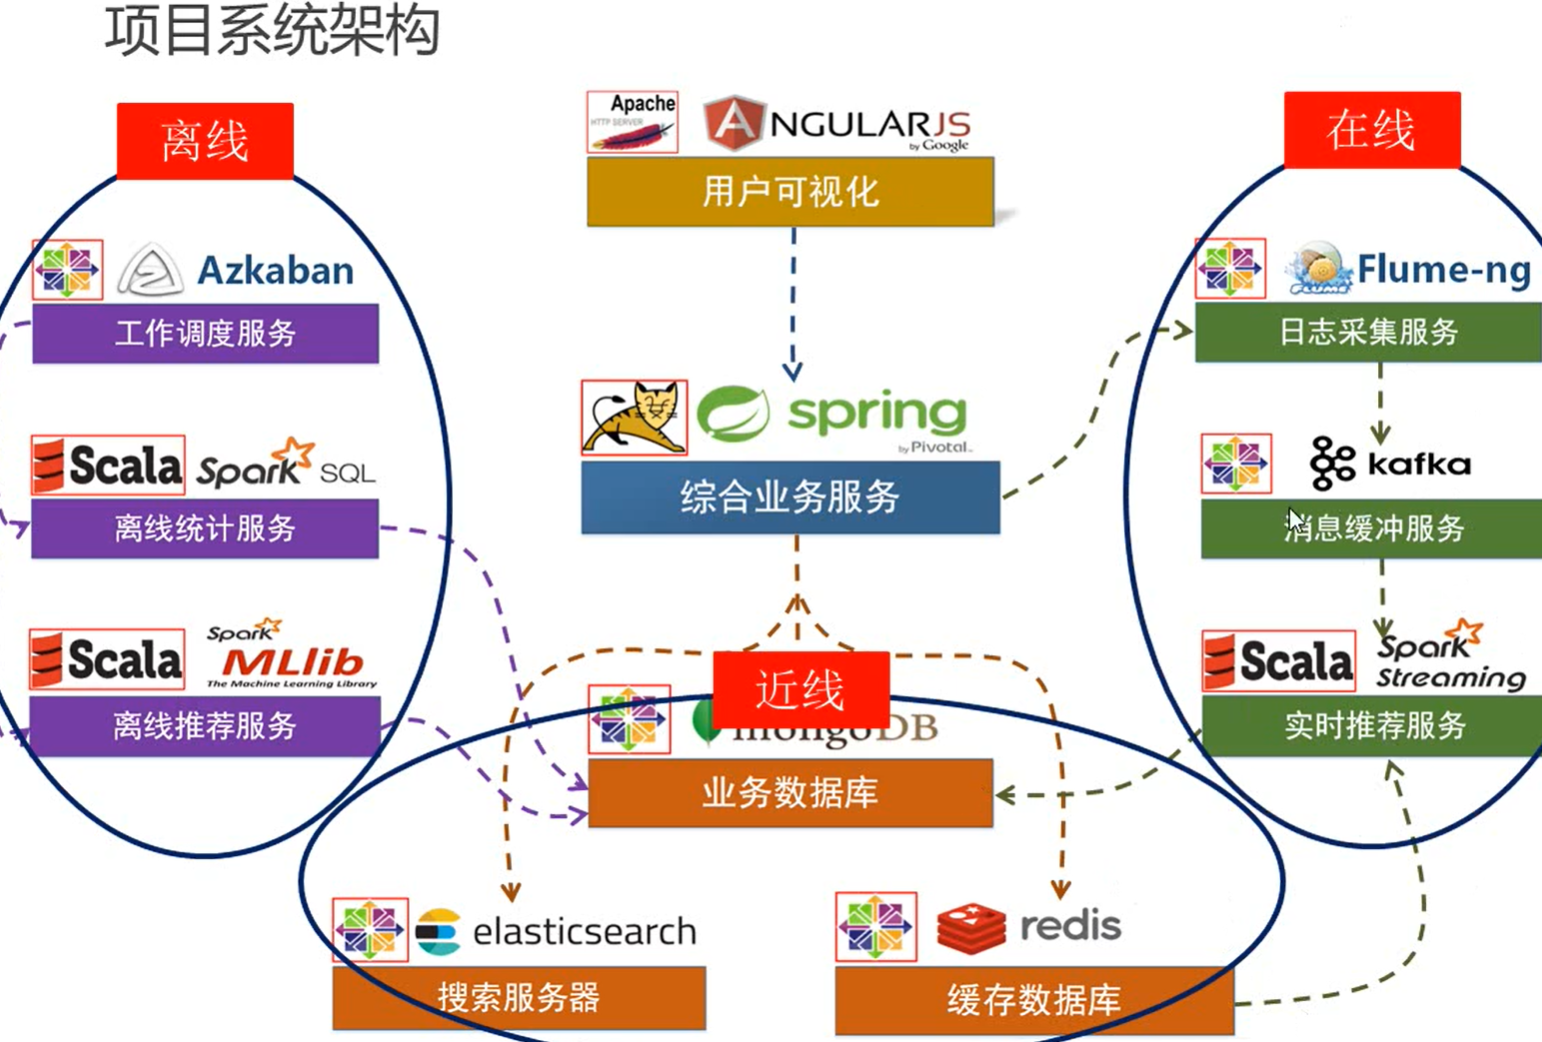 项目系统架构
离线
Apache
HTTP SERVER
ANGULARJS
by Google
在线
用户可视化
Azkaban
工作调度服务
FLUME
Flume-ng
日志采集服务
spring
by Pivotal
综合业务服务
Scala
Spark SQL
离线统计服务
kafka
消息缓冲服务
Scala
Spark
MLlib
The Machine Learning Library
离线推荐服务
近线
mongoDB
业务数据库
Scala
Spark
Streaming
实时推荐服务
elasticsearch
搜索服务器
redis
缓存数据库